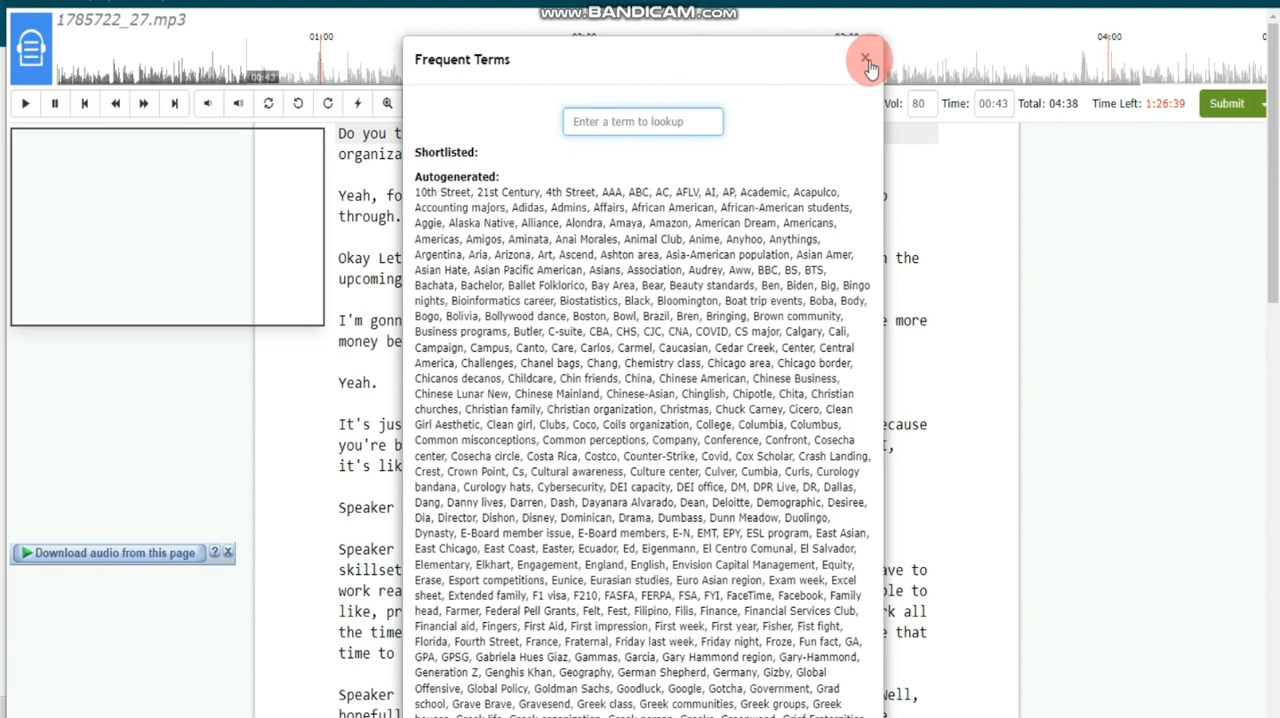 www.BANDICAM.com
1785722_27.mp3
01:00
04:00
00:43
Frequent Terms
Vol: 80 Time: 00:43 Total: 04:38 Time Left: 1:26:39 Submit
Enter a term to lookup
Shortlisted:
Autogenerated:
10th Street, 21st Century, 4th Street, AAA, ABC, AC, AFLV, AI, AP, Academic, Acapulco,
Accounting majors, Adidas, Admins, Affairs, African American, African-American students,
Aggie, Alaska Native, Alliance, Alondra, Amaya, Amazon, American Dream, Americans,
Americas, Amigos, Aminata, Anai Morales, Animal Club, Anime, Anyhoo, Anythings,
Argentina, Aria, Arizona, Art, Ascend, Ashton area, Asia-American population, Asian Amer,
Asian Hate, Asian Pacific American, Asians, Association, Audrey, Aww, BBC, BS, BTS,
Bachata, Bachelor, Ballet Folklorico, Bay Area, Bear, Beauty standards, Ben, Biden, Big, Bingo
nights, Bioinformatics career, Biostatistics, Black, Bloomington, Boat trip events, Boba, Body,
Bogo, Bolivia, Bollywood dance, Boston, Bowl, Brazil, Bren, Bringing, Brown community,
Business programs, Butler, C-suite, CBA, CHS, CJC, CNA, COVID, CS major, Calgary, Cali,
Campaign, Campus, Canto, Care, Carlos, Carmel, Caucasian, Cedar Creek, Center, Central
America, Challenges, Chanel bags, Chang, Chemistry class, Chicago area, Chicago border,
Chicanos decanos, Childcare, Chin friends, China, Chinese American, Chinese Business,
Chinese Lunar New, Chinese Mainland, Chinese-Asian, Chinglish, Chipotle, Chita, Christian
churches, Christian family, Christian organization, Christmas, Chuck Carney, Cicero, Clean
Girl Aesthetic, Clean girl, Clubs, Coco, Coils organization, College, Columbia, Columbus,
Common misconceptions, Common perceptions, Company, Conference, Confront, Cosecha
center, Cosecha circle, Costa Rica, Costco, Counter-Strike, Covid, Cox Scholar, Crash Landing,
Crest, Crown Point, Cs, Cultural awareness, Culture center, Culver, Cumbia, Curls, Curology
bandana, Curology hats, Cybersecurity, DEI capacity, DEI office, DM, DPR Live, DR, Dallas,
Dang, Danny lives, Darren, Dash, Dayanara Alvarado, Dean, Deloitte, Demographic, Desiree,
Dia, Director, Dishon, Disney, Dominican, Drama, Dumbass, Dunn Meadow, Duolingo,
Dynasty, E-Board member issue, E-Board members, E-N, EMT, EPY, ESL program, East Asian,
East Chicago, East Coast, Easter, Ecuador, Ed, Eigenmann, El Centro Comunal, El Salvador,
Elementary, Elkhart, Engagement, England, English, Envision Capital Management, Equity,
Erase, Esport competitions, Eunice, Eurasian studies, Euro Asian region, Exam week, Excel
sheet, Extended family, F1 visa, F210, FASFA, FERPA, FSA, FYI, FaceTime, Facebook, Family
head, Farmer, Federal Pell Grants, Felt, Fest, Filipino, Filis, Finance, Financial Services Club,
Financial aid, Fingers, First Aid, First impression, First week, First year, Fisher, Fist fight,
Florida, Fourth Street, France, Fraternal, Friday last week, Friday night, Froze, Fun fact, GA,
GPA, GPSG, Gabriela Hues Giaz, Gammas, Garcia, Gary Hammond region, Gary-Hammond,
Generation Z, Genghis Khan, Geography, German Shepherd, Germany, Gizby, Global
Offensive, Global Policy, Goldman Sachs, Goodluck, Google, Gotcha, Government, Grad
school, Grave Brave, Gravesend, Greek class, Greek communities, Greek groups, Greek
Do you t
organiza
Yeah, fo
through.
Okay Let
n the
upcoming
I'm gonn
e more
money be
Yeah.
It's jus
ecause
you're b
I,
it's lik
Speaker
Speaker
skillset
ave to
work rea
ble to
like, pr
rk all
the time
e that
time to
Speaker
Well,
Download audio from this page ? X